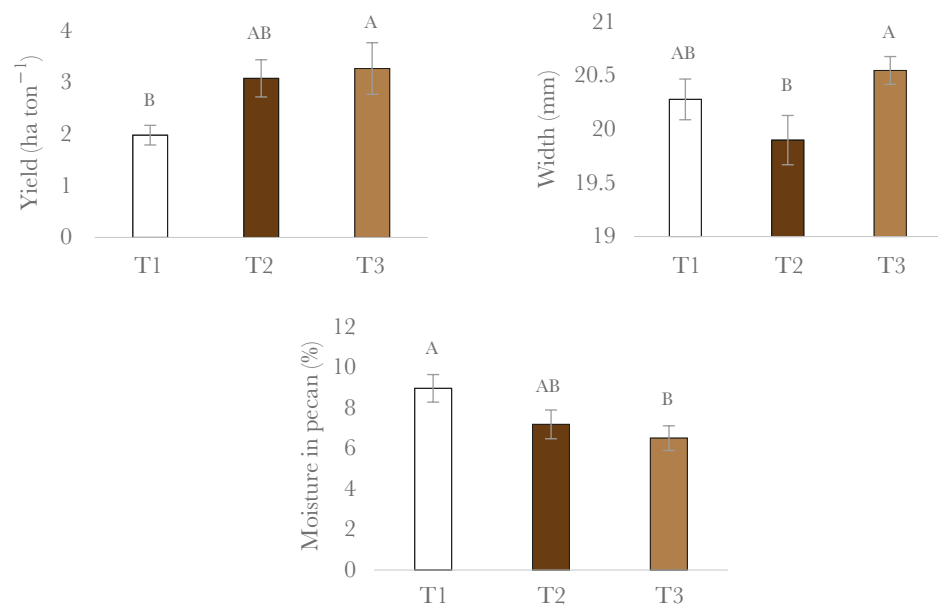 Yield (ha ton⁻¹)
4
3
2
1
0
B
AB
A
T1
T2
T3
Width (mm)
21
20.5
20
19.5
19
AB
B
A
T1
T2
T3
Moisture in pecan (%)
12
10
8
6
4
2
0
A
AB
B
T1
T2
T3